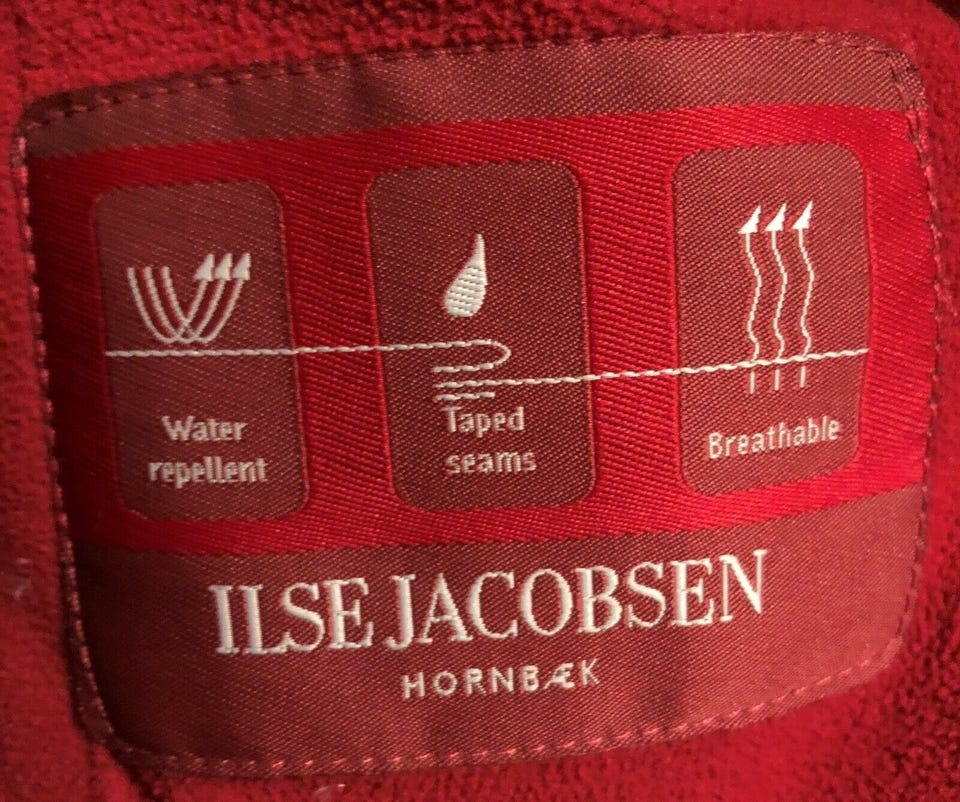 Water
repellent
Taped
seams
Breathable
ILSE JACOBSEN
HORNBÆK